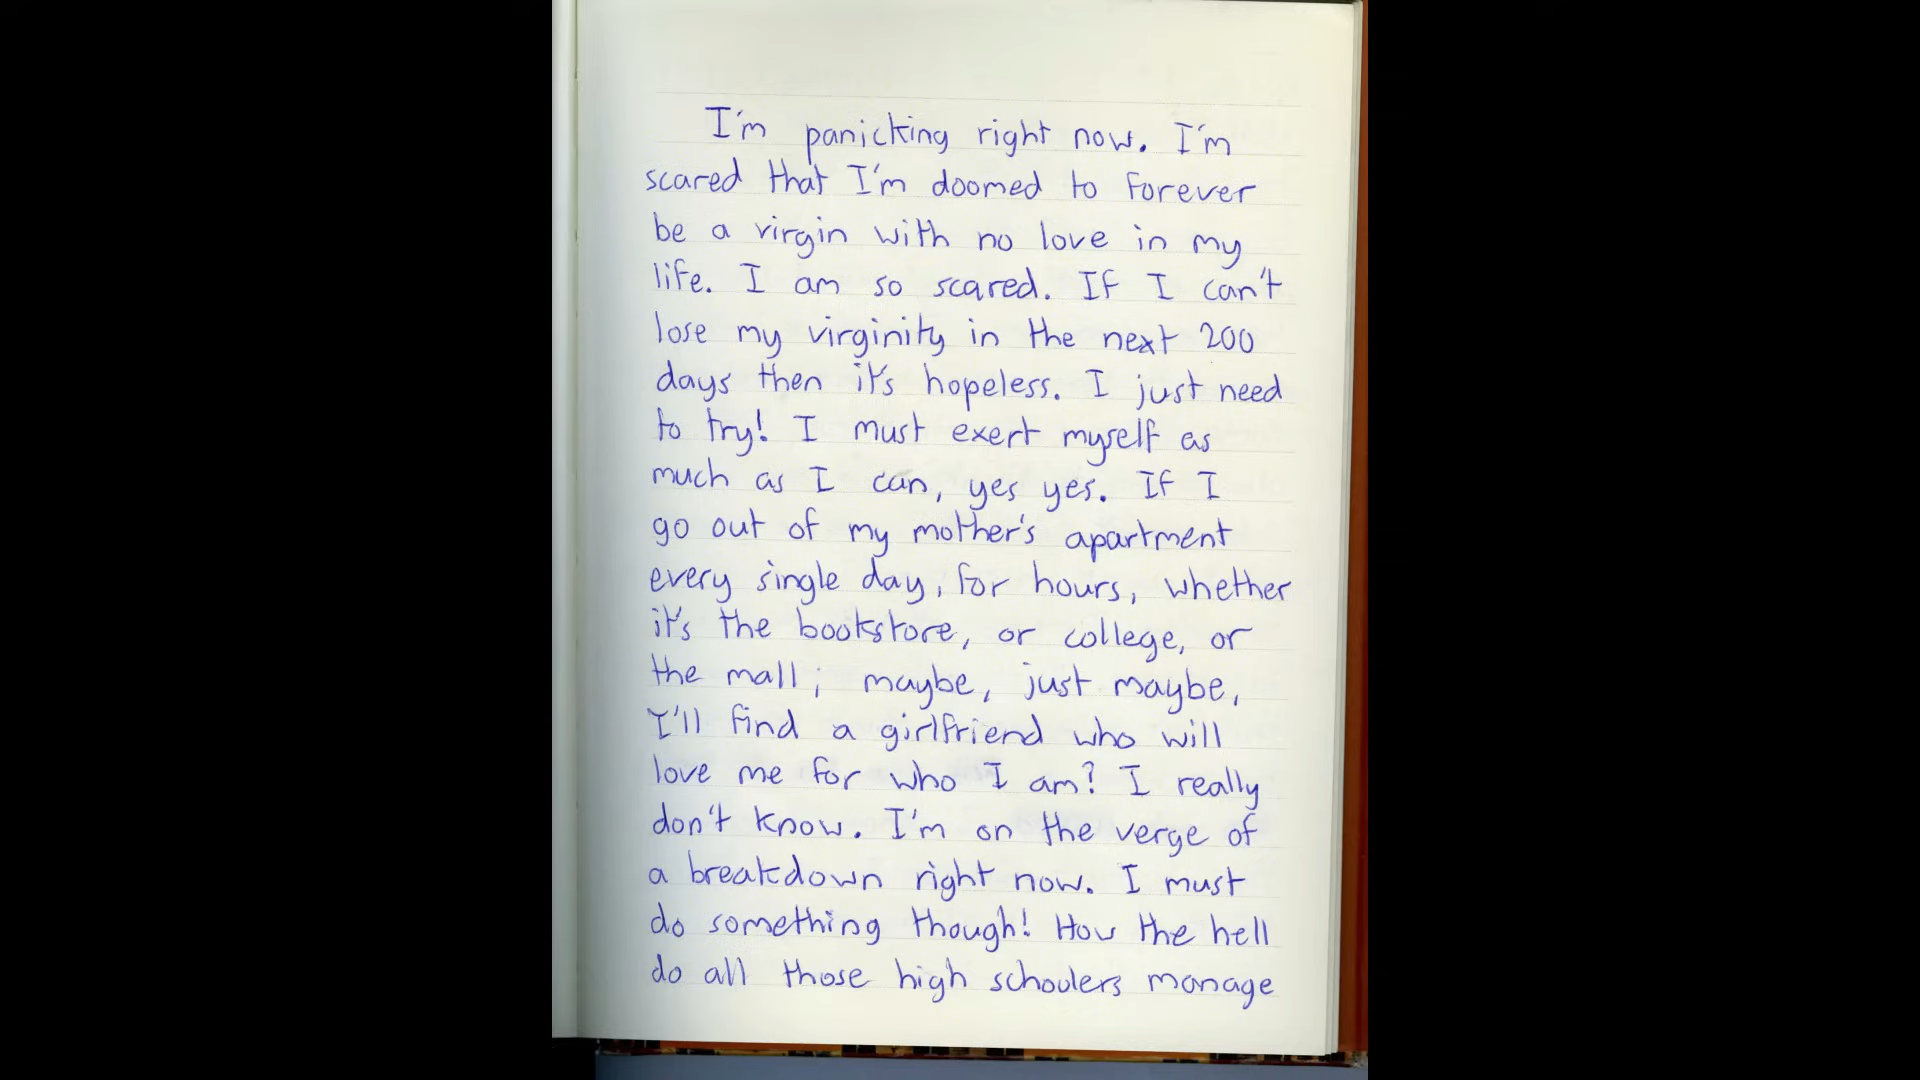 I'm panicking right now. I'm
scared that I'm doomed to forever
be a virgin with no love in my
life. I am so scared. If I can't
lose my virginity in the next 200
days then it's hopeless. I just need
to try! I must exert myself as
much as I can, yes yes. If I
go out of my mother's apartment
every single day, for hours, whether
it's the bookstore, or college, or
the mall; maybe, just maybe,
I'll find a girlfriend who will
love me for who I am? I really
don't know. I'm on the verge of
a breakdown right now. I must
do something though! How the hell
do all those high schoolers manage